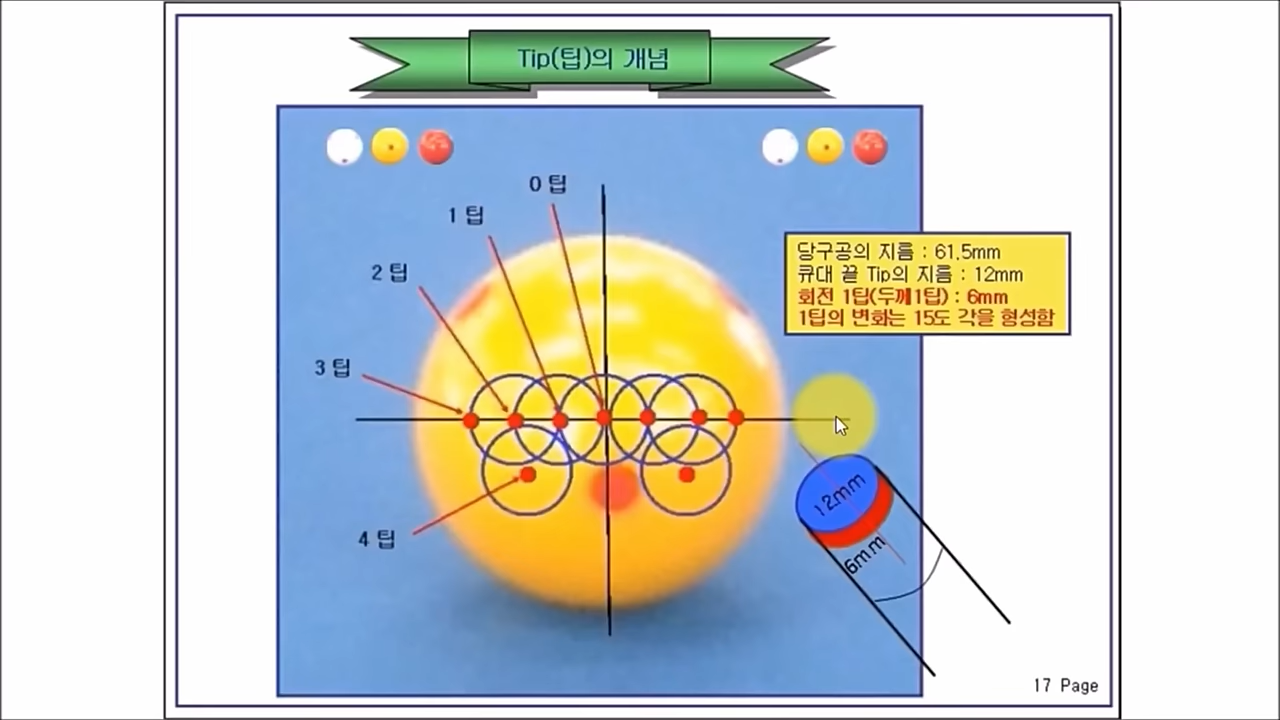 Tip(팁)의 개념
0 팁
1 팁
2 팁
3 팁
4 팁
당구공의 지름 : 61.5mm
큐대 끝 Tip의 지름 : 12mm
회전 1팁(두께1팁) : 6mm
1팁의 변화는 15도 각을 형성함
12mm
6mm
17 Page